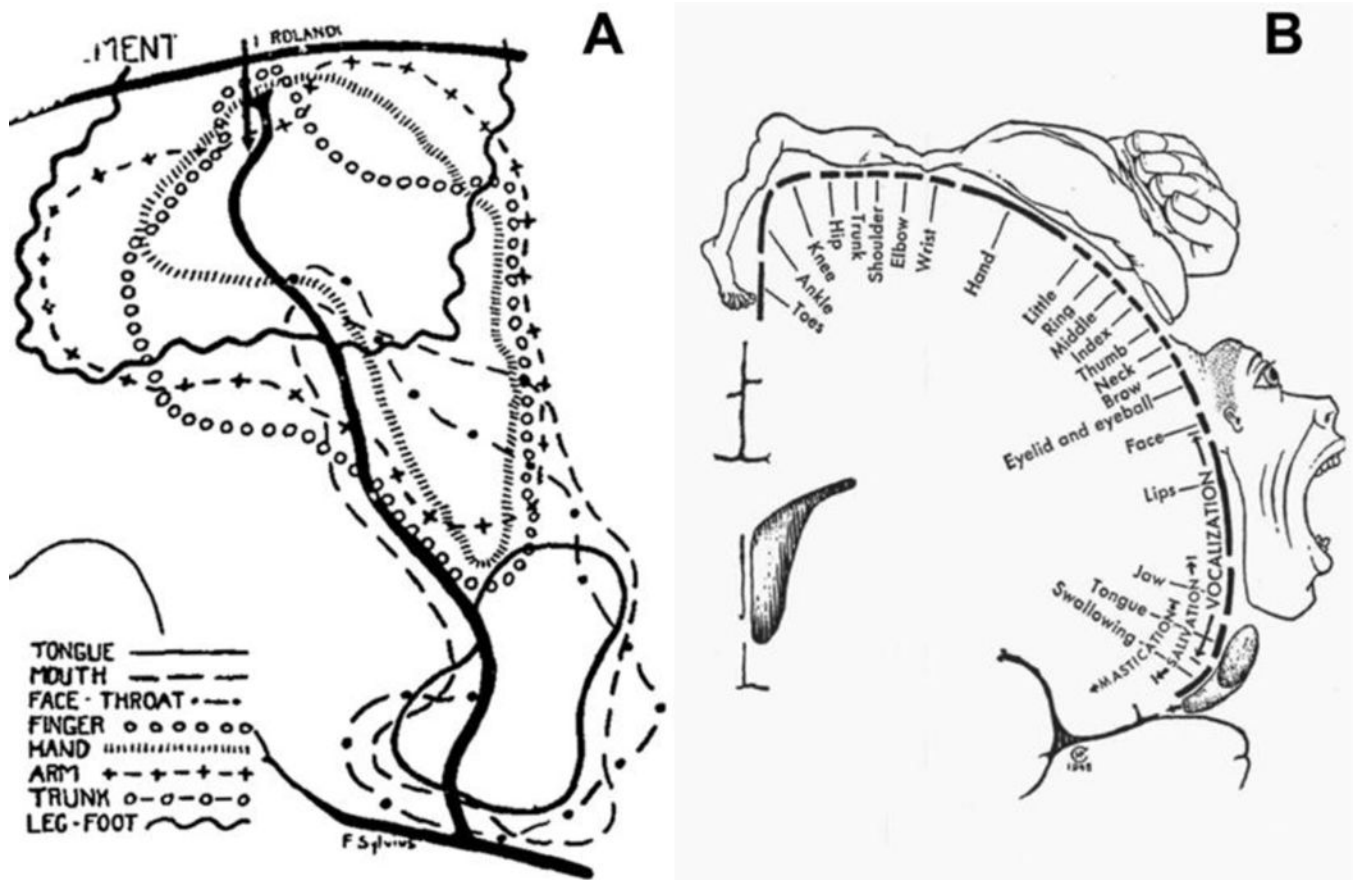 A
I ROLANDI
..MENT
TONGUE
MOUTH
FACE - THROAT
FINGER
HAND
ARM
TRUNK
LEG-FOOT
F Sylvius
B
Toes
Ankle
Knee
Hip
Trunk
Shoulder
Elbow
Wrist
Hand
Little
Ring
Middle
Index
Thumb
Neck
Brow
Eyelid and eyeball
Face
Lips
VOCALIZATION
Jaw
Tongue
SALIVATION
Swallowing
MASTICATION